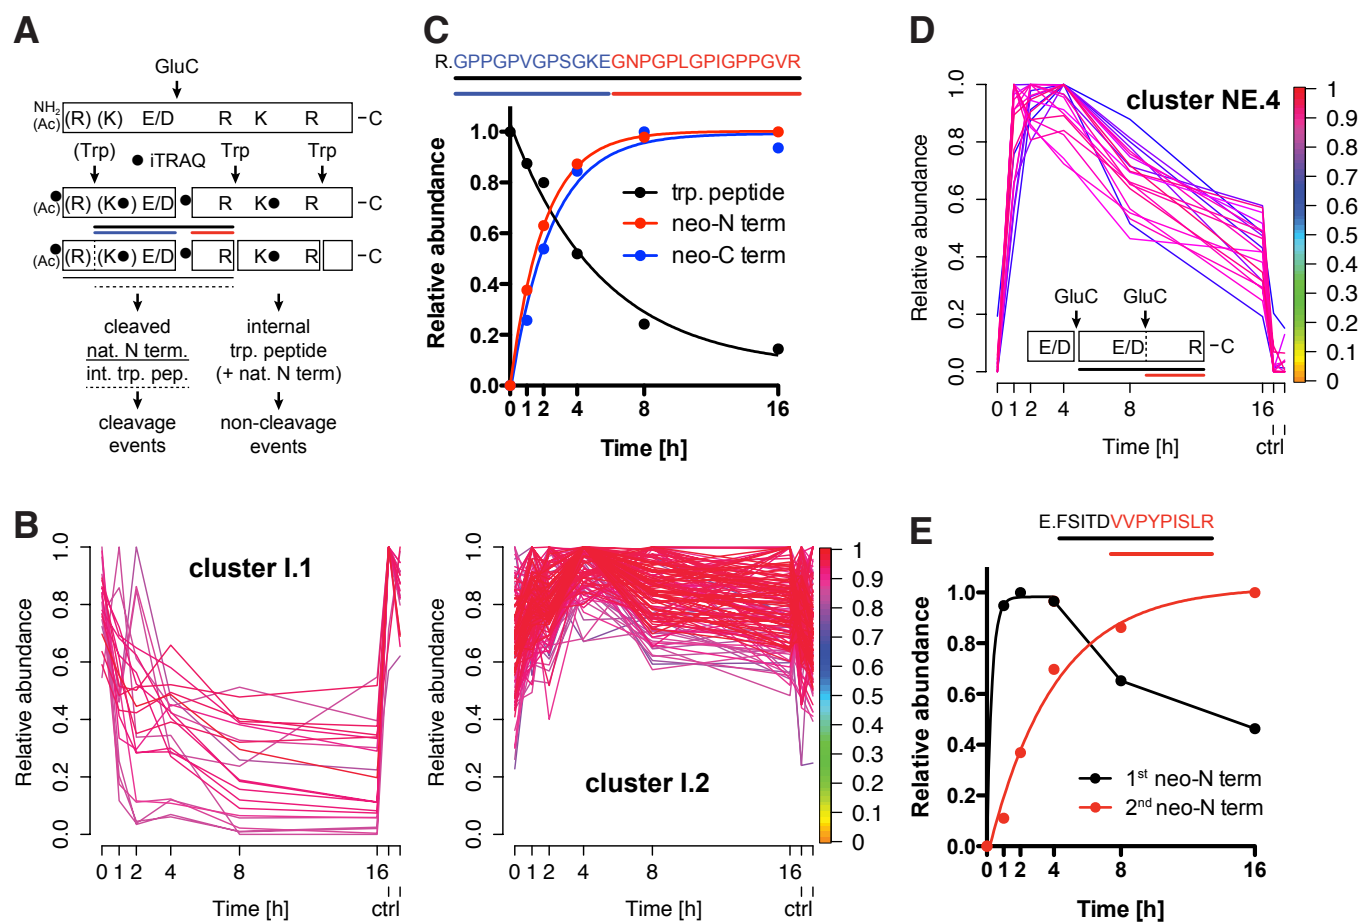 A
GluC
NH2
(Ac)
(R) (K) E/D R K R
–C
(Trp) ● iTRAQ Trp Trp
(Ac) (R) (K●) E/D ● R K● R –C
(Ac) (R) (K●) E/D ● R K● R –C
cleaved
nat. N term.
int. trp. pep.
cleavage
events
internal
trp. peptide
(+ nat. N term)
non-cleavage
events
B
cluster I.1
Relative abundance
1.0
0.8
0.6
0.4
0.2
0.0
0 1 2 4 8 16
Time [h]
ctrl
cluster I.2
Relative abundance
1.0
0.8
0.6
0.4
0.2
0.0
0 1 2 4 8 16
Time [h]
ctrl
1
0.9
0.8
0.7
0.6
0.5
0.4
0.3
0.2
0.1
0
C
R.GPPGPVGPSGKEGNPGPLGPIGPPGVR
Relative abundance
1.0
0.8
0.6
0.4
0.2
0.0
trp. peptide
neo-N term
neo-C term
0 1 2 4 8 16
Time [h]
D
cluster NE.4
Relative abundance
1.0
0.8
0.6
0.4
0.2
0.0
GluC GluC
E/D E/D R –C
0 1 2 4 8 16
Time [h]
ctrl
1
0.9
0.8
0.7
0.6
0.5
0.4
0.3
0.2
0.1
0
E
E.FSITDVVPYPISLR
Relative abundance
1.0
0.8
0.6
0.4
0.2
0.0
1st neo-N term
2nd neo-N term
0 1 2 4 8 16
Time [h]